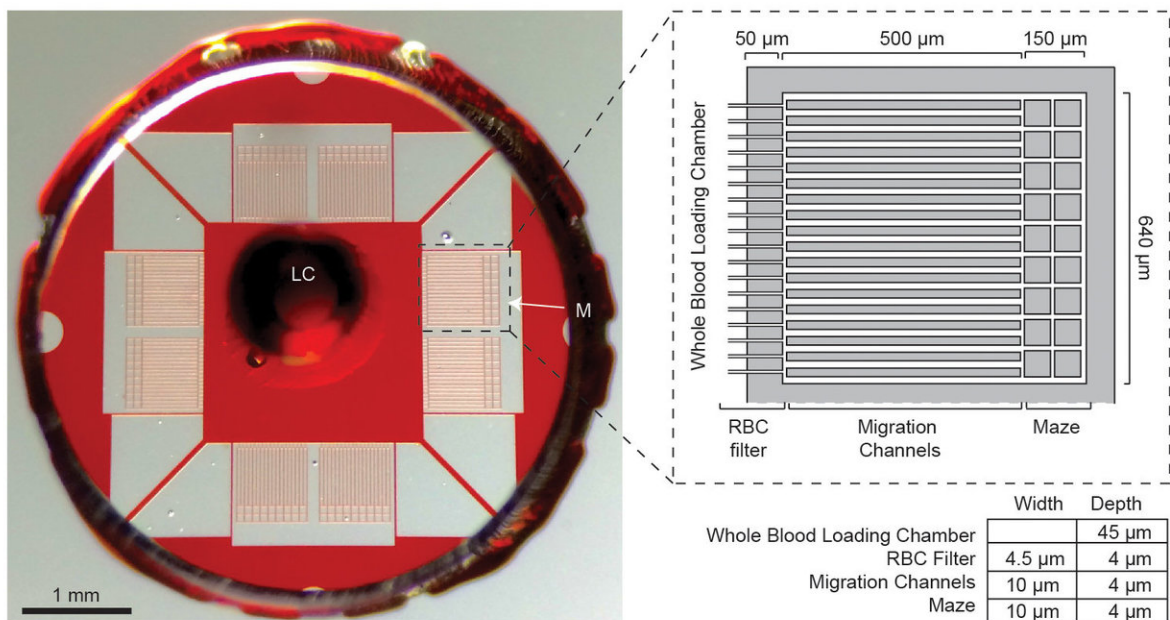 LC
M
1 mm
50 µm 500 µm 150 µm
Whole Blood Loading Chamber
640 µm
RBC filter
Migration Channels
Maze
Width Depth
Whole Blood Loading Chamber 45 µm
RBC Filter 4.5 µm 4 µm
Migration Channels 10 µm 4 µm
Maze 10 µm 4 µm